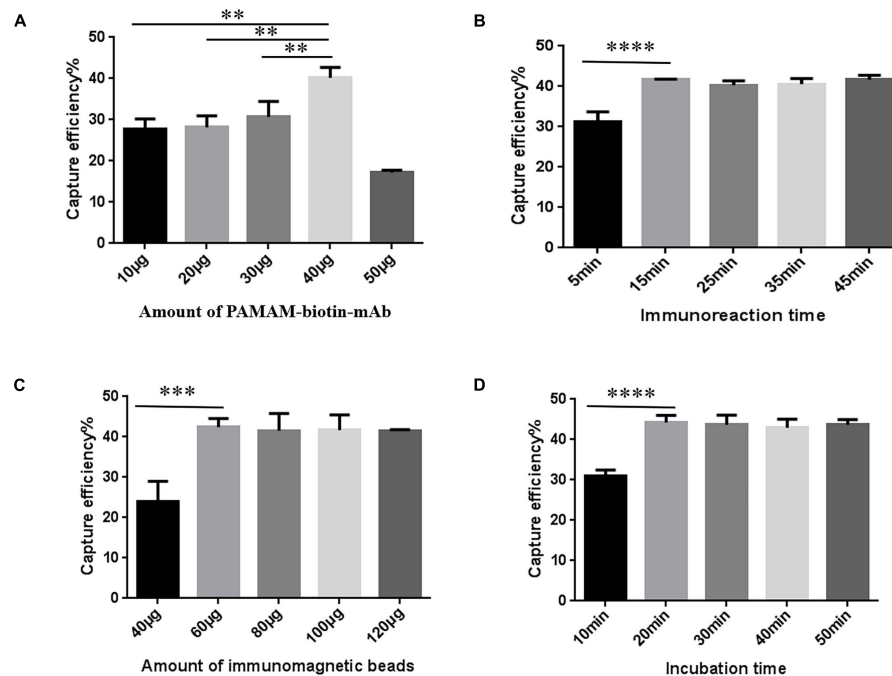 A
**
**
**
Capture efficiency%
50
40
30
20
10
0
10μg
20μg
30μg
40μg
50μg
Amount of PAMAM-biotin-mAb
B
****
Capture efficiency%
50
40
30
20
10
0
5min
15min
25min
35min
45min
Immunoreaction time
C
***
Capture efficiency%
50
40
30
20
10
0
40μg
60μg
80μg
100μg
120μg
Amount of immunomagnetic beads
D
****
Capture efficiency%
50
40
30
20
10
0
10min
20min
30min
40min
50min
Incubation time